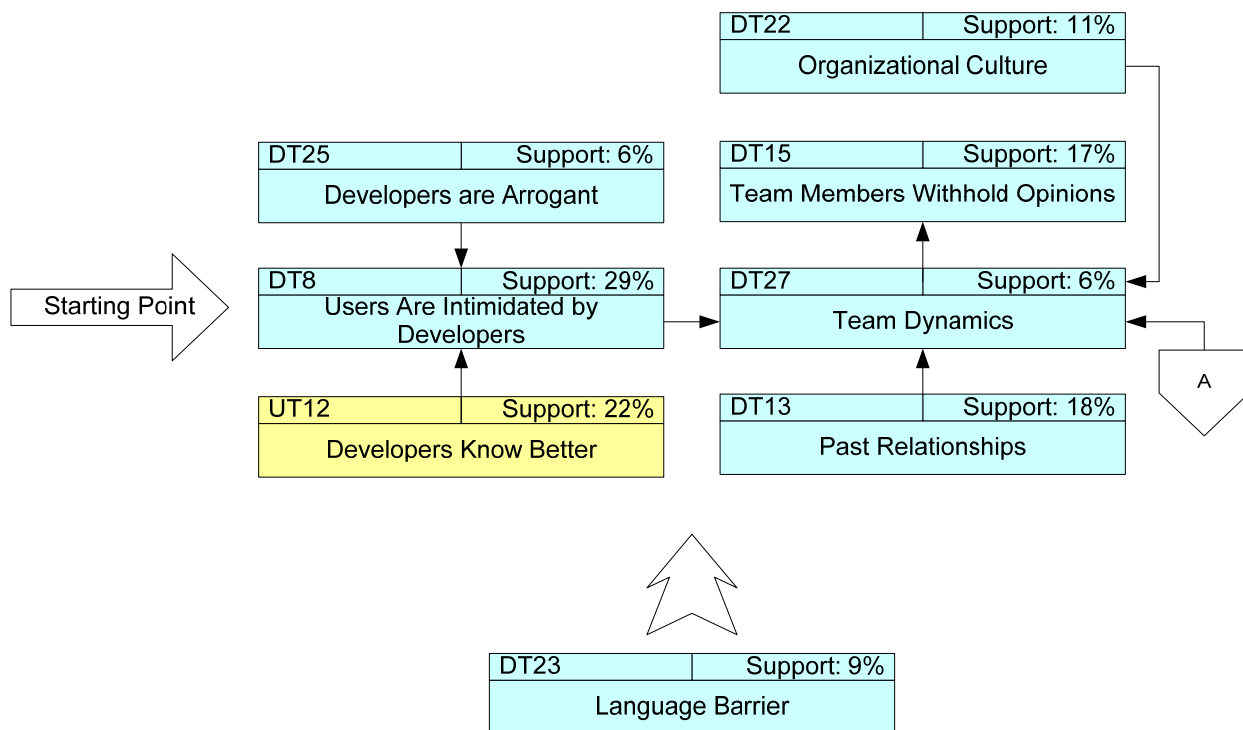 DT22 Support: 11%
Organizational Culture
DT25 Support: 6%
Developers are Arrogant
DT15 Support: 17%
Team Members Withhold Opinions
Starting Point
DT8 Support: 29%
Users Are Intimidated by
Developers
DT27 Support: 6%
Team Dynamics
A
UT12 Support: 22%
Developers Know Better
DT13 Support: 18%
Past Relationships
DT23 Support: 9%
Language Barrier